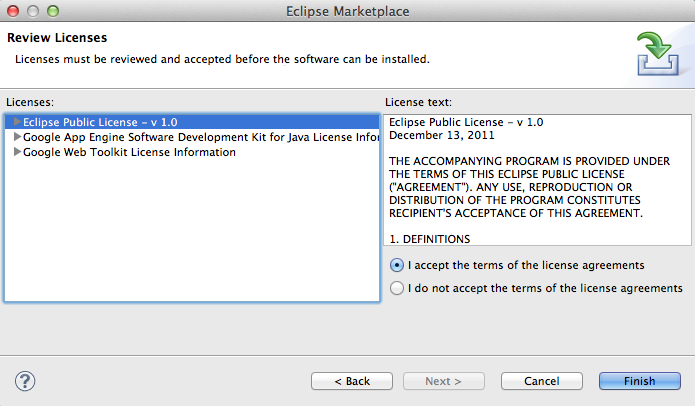 Eclipse Marketplace
Review Licenses
Licenses must be reviewed and accepted before the software can be installed.
Licenses:
Eclipse Public License - v 1.0
Google App Engine Software Development Kit for Java License Infor
Google Web Toolkit License Information
License text:
Eclipse Public License - v 1.0
December 13, 2011
THE ACCOMPANYING PROGRAM IS PROVIDED UNDER
THE TERMS OF THIS ECLIPSE PUBLIC LICENSE
("AGREEMENT"). ANY USE, REPRODUCTION OR
DISTRIBUTION OF THE PROGRAM CONSTITUTES
RECIPIENT'S ACCEPTANCE OF THIS AGREEMENT.
1. DEFINITIONS
I accept the terms of the license agreements
I do not accept the terms of the license agreements
?
< Back
Next >
Cancel
Finish